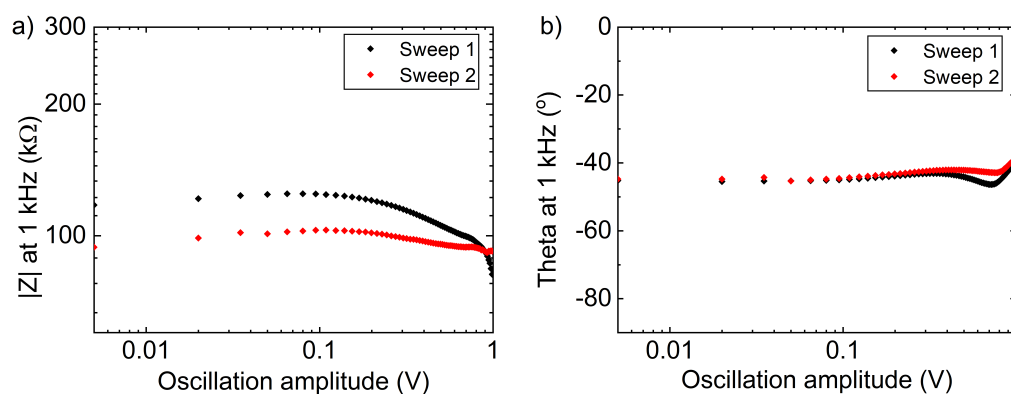 a)
300
200
100
|Z| at 1 kHz (kΩ)
Sweep 1
Sweep 2
0.01
0.1
1
Oscillation amplitude (V)
b)
0
-20
-40
-60
-80
Theta at 1 kHz (º)
Sweep 1
Sweep 2
0.01
0.1
Oscillation amplitude (V)